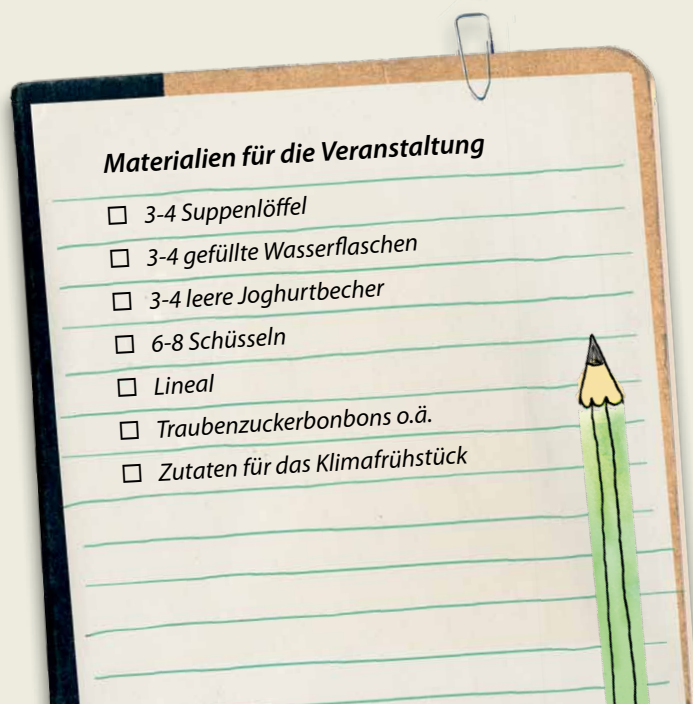 Materialien für die Veranstaltung
☐ 3-4 Suppenlöffel
☐ 3-4 gefüllte Wasserflaschen
☐ 3-4 leere Joghurtbecher
☐ 6-8 Schüsseln
☐ Lineal
☐ Traubenzuckerbonbons o.ä.
☐ Zutaten für das Klimafrühstück